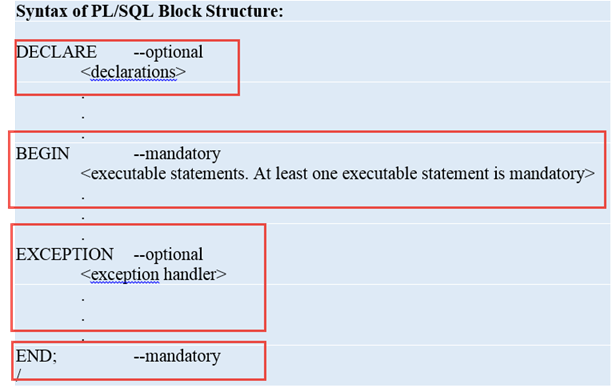 Syntax of PL/SQL Block Structure:
DECLARE --optional
<declarations>
.
.
.
BEGIN --mandatory
<executable statements. At least one executable statement is mandatory>
.
.
.
EXCEPTION --optional
<exception handler>
.
.
.
END; --mandatory
/